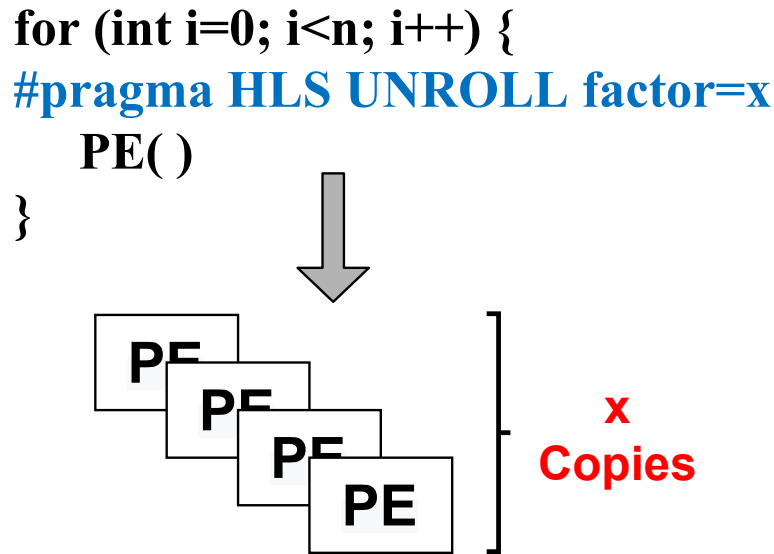 for (int i=0; i<n; i++) {
#pragma HLS UNROLL factor=x
PE( )
}
PE
PE
PE
PE
x
Copies